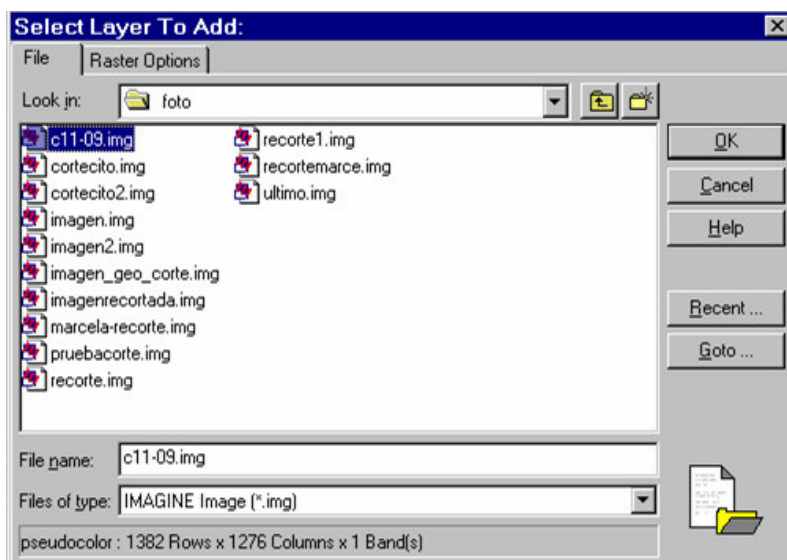 Select Layer To Add:
File
Raster Options
Look in:
foto
c11-09.img
cortecito.img
cortecito2.img
imagen.img
imagen2.img
imagen_geo_corte.img
imagenrecortada.img
marcela-recorte.img
pruebacorte.img
recorte.img
recorte1.img
recortemarce.img
ultimo.img
OK
Cancel
Help
Recent ...
Goto ...
File name:
c11-09.img
Files of type:
IMAGINE Image (*.img)
pseudocolor : 1382 Rows x 1276 Columns x 1 Band(s)